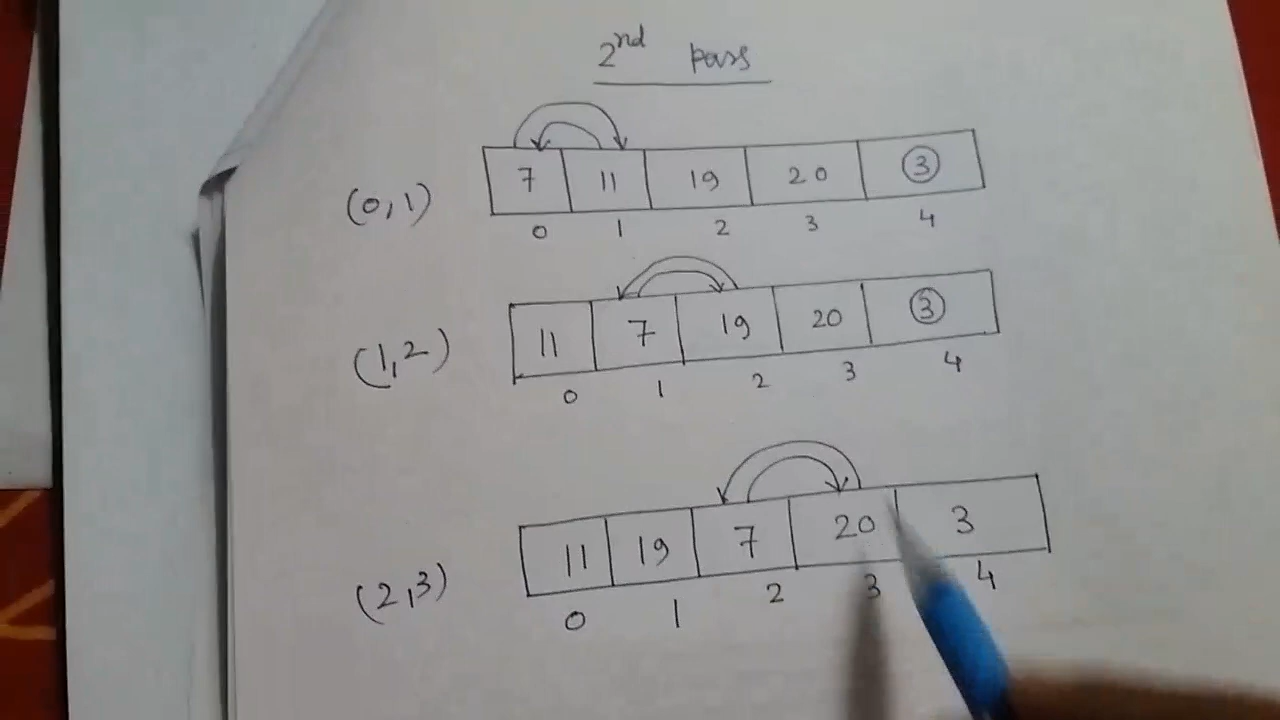 2nd pass
(0,1) 7 11 19 20 3
0 1 2 3 4
(1,2) 11 7 19 20 3
0 1 2 3 4
(2,3) 11 19 7 20 3
0 1 2 3 4